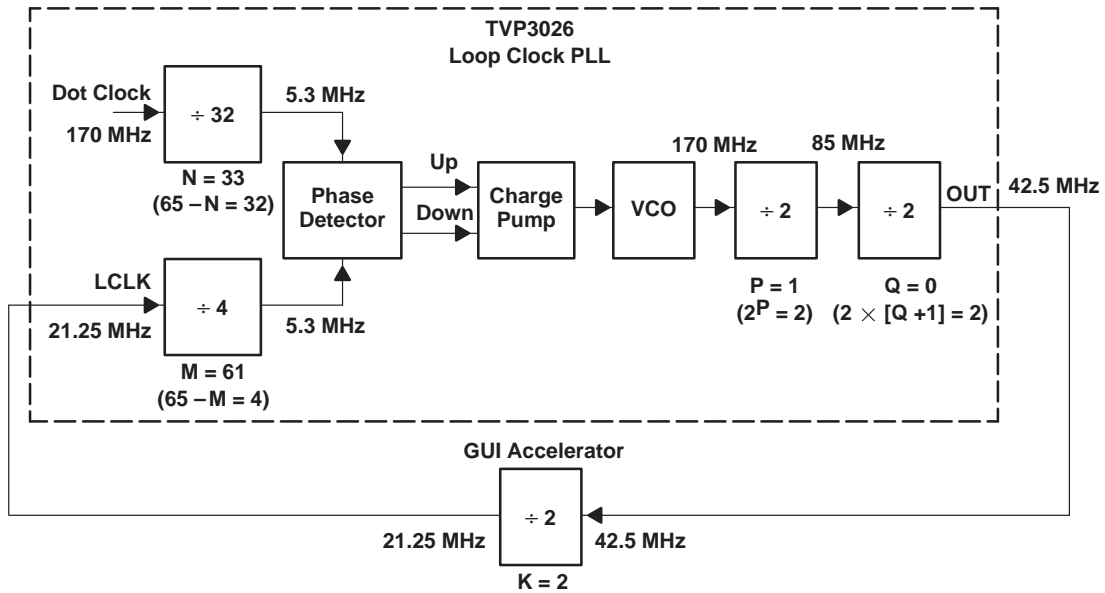 TVP3026
Loop Clock PLL
Dot Clock
170 MHz
÷ 32
5.3 MHz
N = 33
(65 – N = 32)
Phase
Detector
Up
Down
Charge
Pump
VCO
170 MHz
÷ 2
85 MHz
÷ 2
OUT
42.5 MHz
P = 1
(2^P = 2)
Q = 0
(2 × [Q +1] = 2)
LCLK
21.25 MHz
÷ 4
5.3 MHz
M = 61
(65 – M = 4)
GUI Accelerator
÷ 2
21.25 MHz
42.5 MHz
K = 2